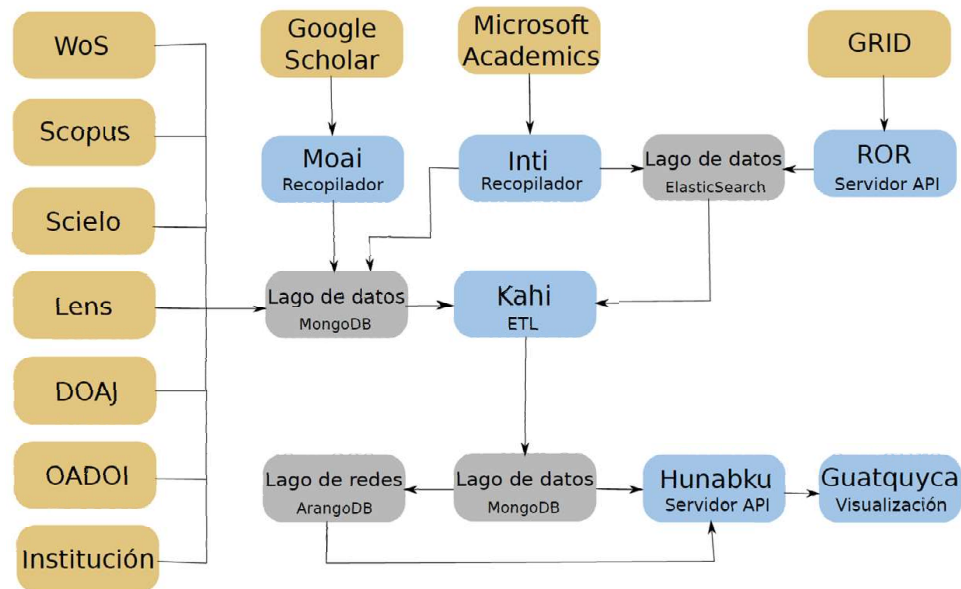 WoS
Scopus
Scielo
Lens
DOAJ
OADOI
Institución
Google
Scholar
Microsoft
Academics
GRID
Moai
Recopilador
Inti
Recopilador
Lago de datos
ElasticSearch
ROR
Servidor API
Lago de datos
MongoDB
Kahi
ETL
Lago de redes
ArangoDB
Lago de datos
MongoDB
Hunabku
Servidor API
Guatquyca
Visualización